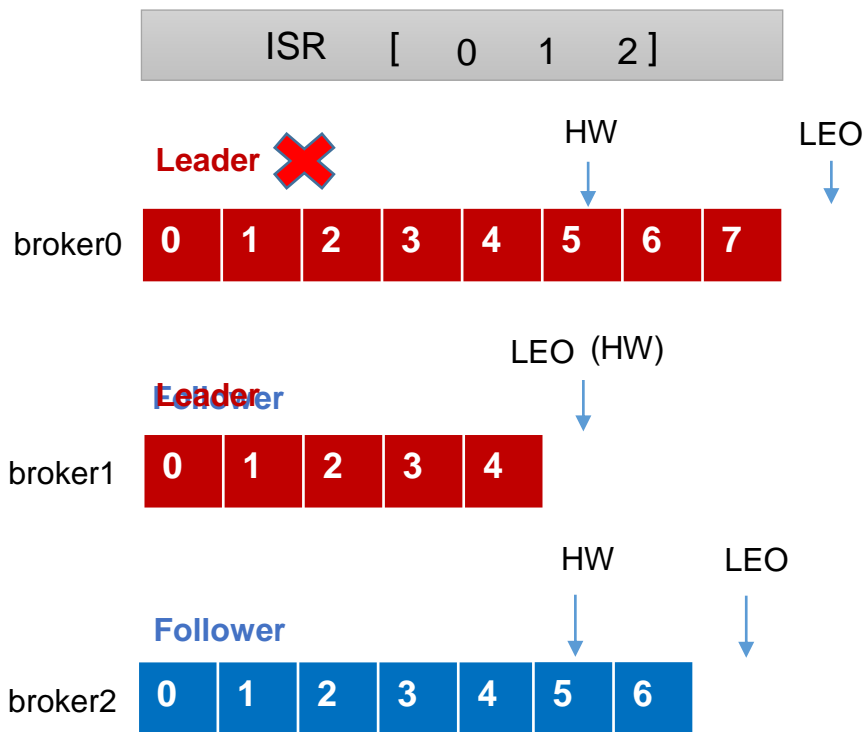 ISR [ 0 1 2 ]
HW LEO
Leader
broker0 0 1 2 3 4 5 6 7
LEO (HW)
Follower
Leader
broker1 0 1 2 3 4
HW LEO
Follower
broker2 0 1 2 3 4 5 6